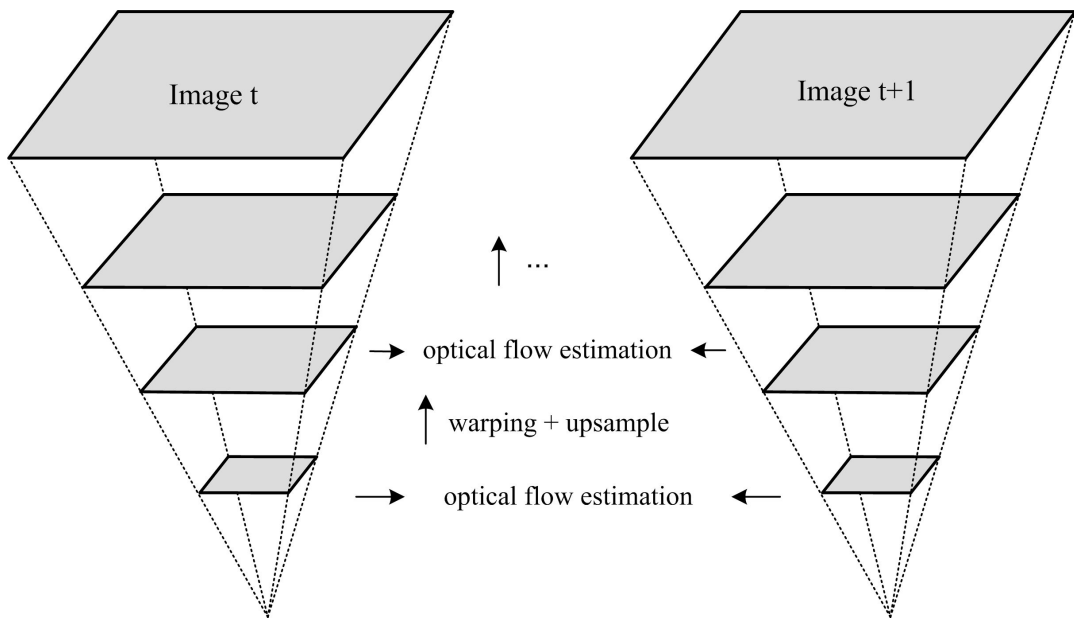 Image t
Image t+1
...
optical flow estimation
warping + upsample
optical flow estimation